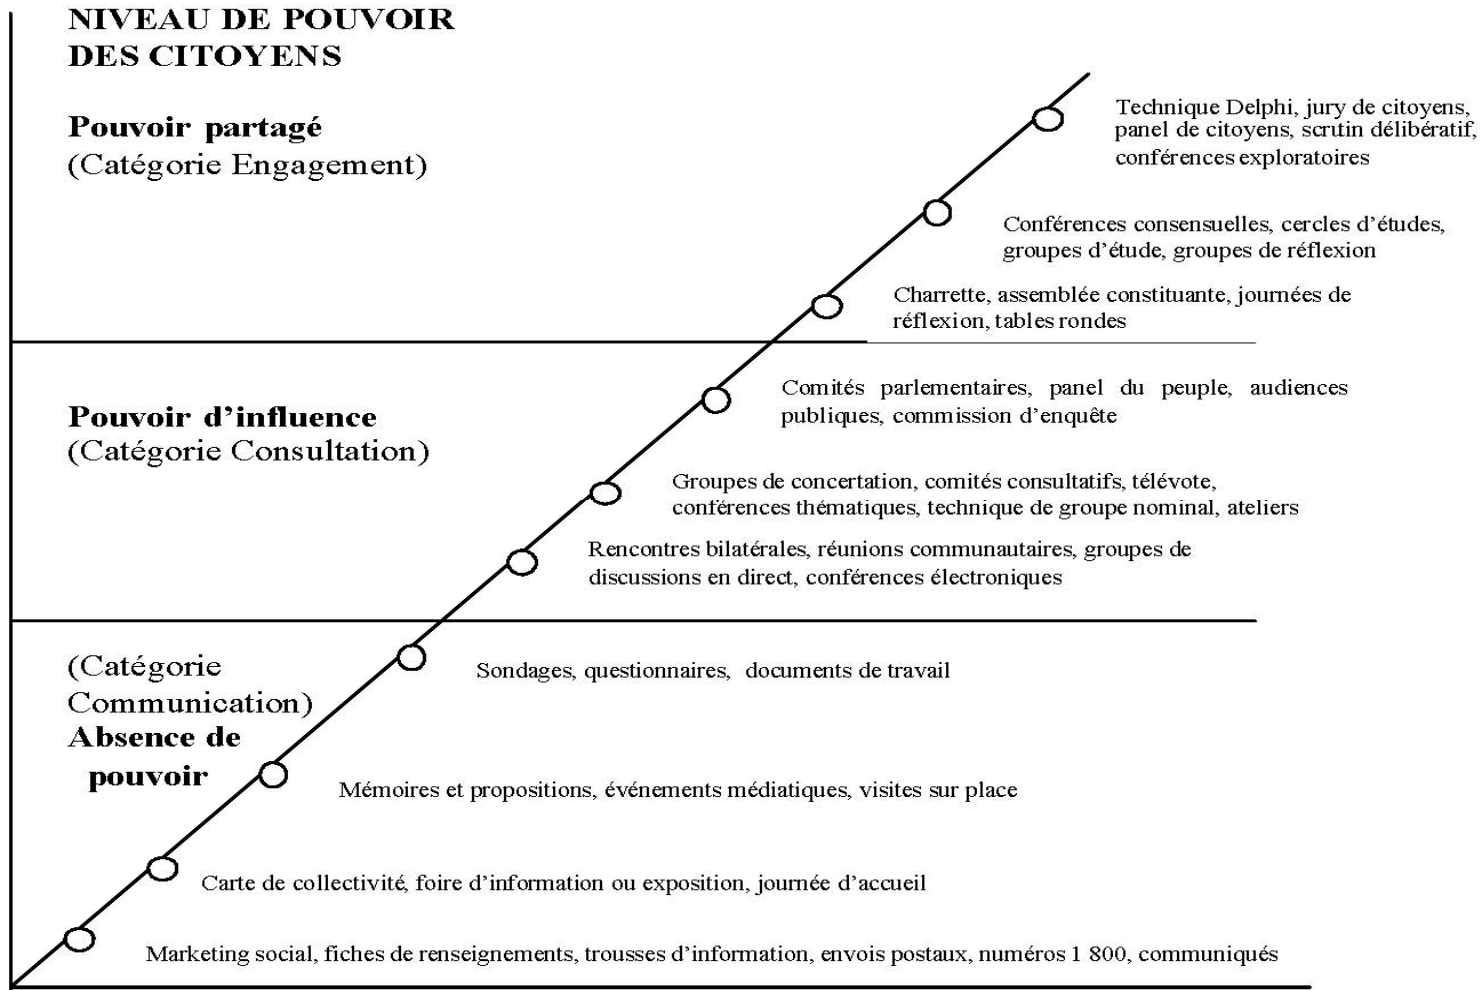 NIVEAU DE POUVOIR
DES CITOYENS
Pouvoir partagé
(Catégorie Engagement)
Technique Delphi, jury de citoyens,
panel de citoyens, scrutin délibératif,
conférences exploratoires
Conférences consensuelles, cercles d’études,
groupes d’étude, groupes de réflexion
Charrette, assemblée constituante, journées de
réflexion, tables rondes
Pouvoir d’influence
(Catégorie Consultation)
Comités parlementaires, panel du peuple, audiences
publiques, commission d’enquête
Groupes de concertation, comités consultatifs, télévote,
conférences thématiques, technique de groupe nominal, ateliers
Rencontres bilatérales, réunions communautaires, groupes de
discussions en direct, conférences électroniques
(Catégorie
Communication)
Absence de
pouvoir
Sondages, questionnaires, documents de travail
Mémoires et propositions, événements médiatiques, visites sur place
Carte de collectivité, foire d’information ou exposition, journée d’accueil
Marketing social, fiches de renseignements, trousses d’information, envois postaux, numéros 1 800, communiqués